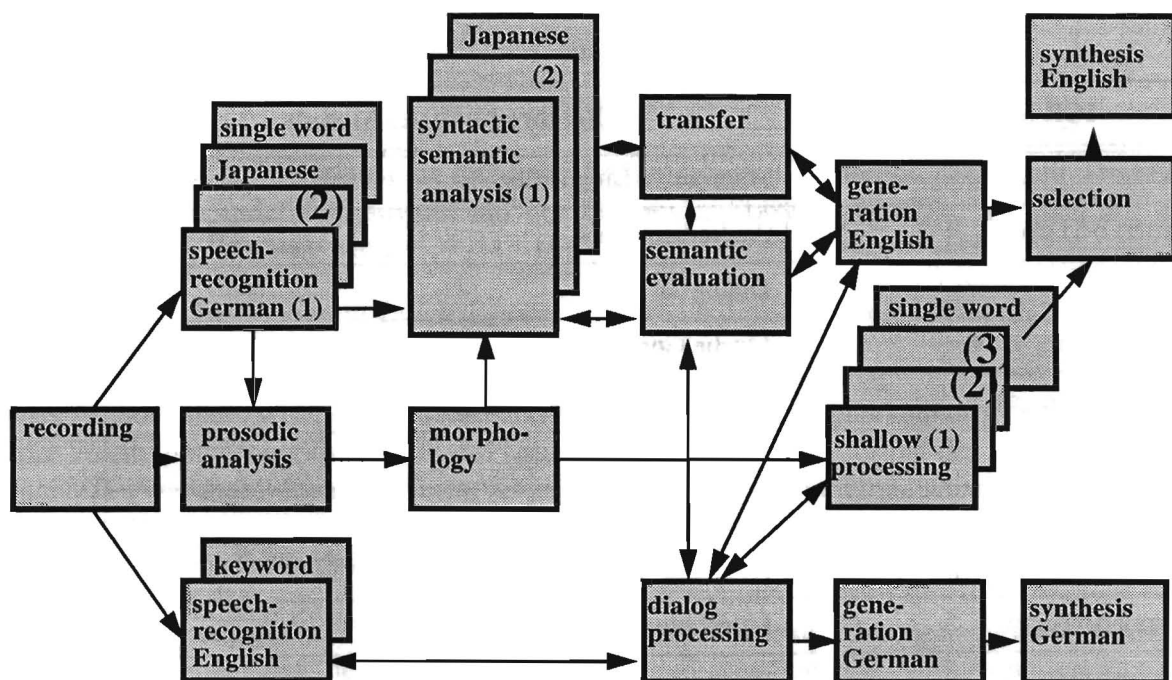 Japanese
(2)
syntactic
semantic
analysis (1)
single word
Japanese
(2)
speech-
recognition
German (1)
transfer
semantic
evaluation
gene-
ration
English
synthesis
English
selection
single word
(3)
(2)
shallow (1)
processing
recording
prosodic
analysis
morpho-
logy
keyword
speech-
recognition
English
dialog
processing
gene-
ration
German
synthesis
German